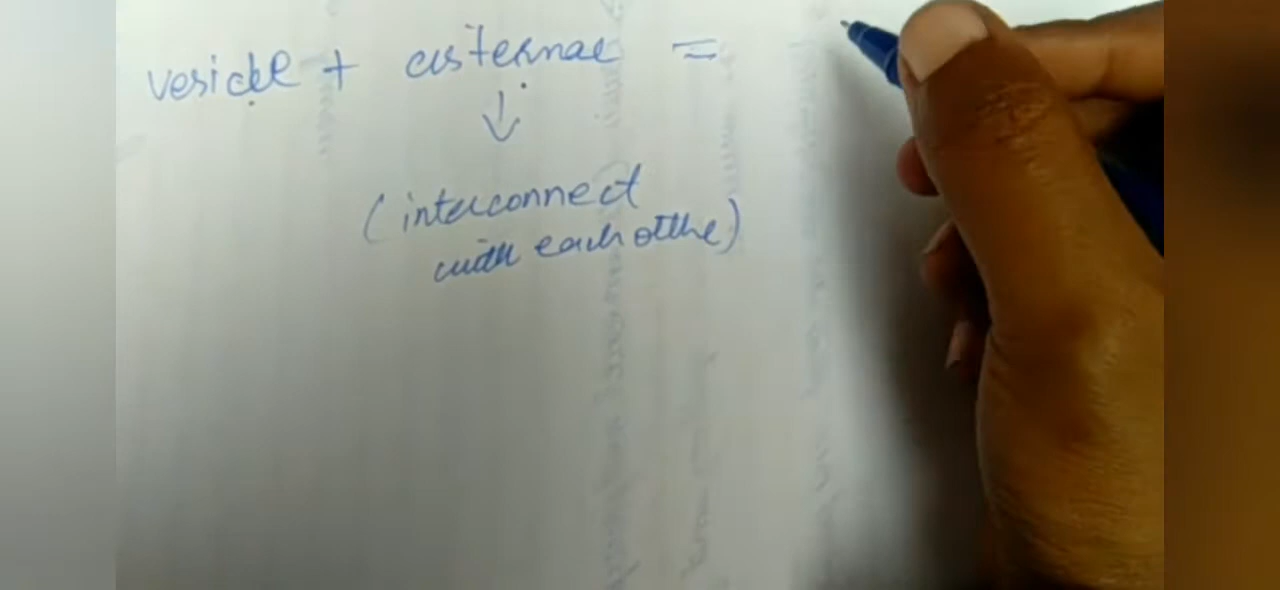 vesicle + cisternae =
↓
(interconnect
with each othe)